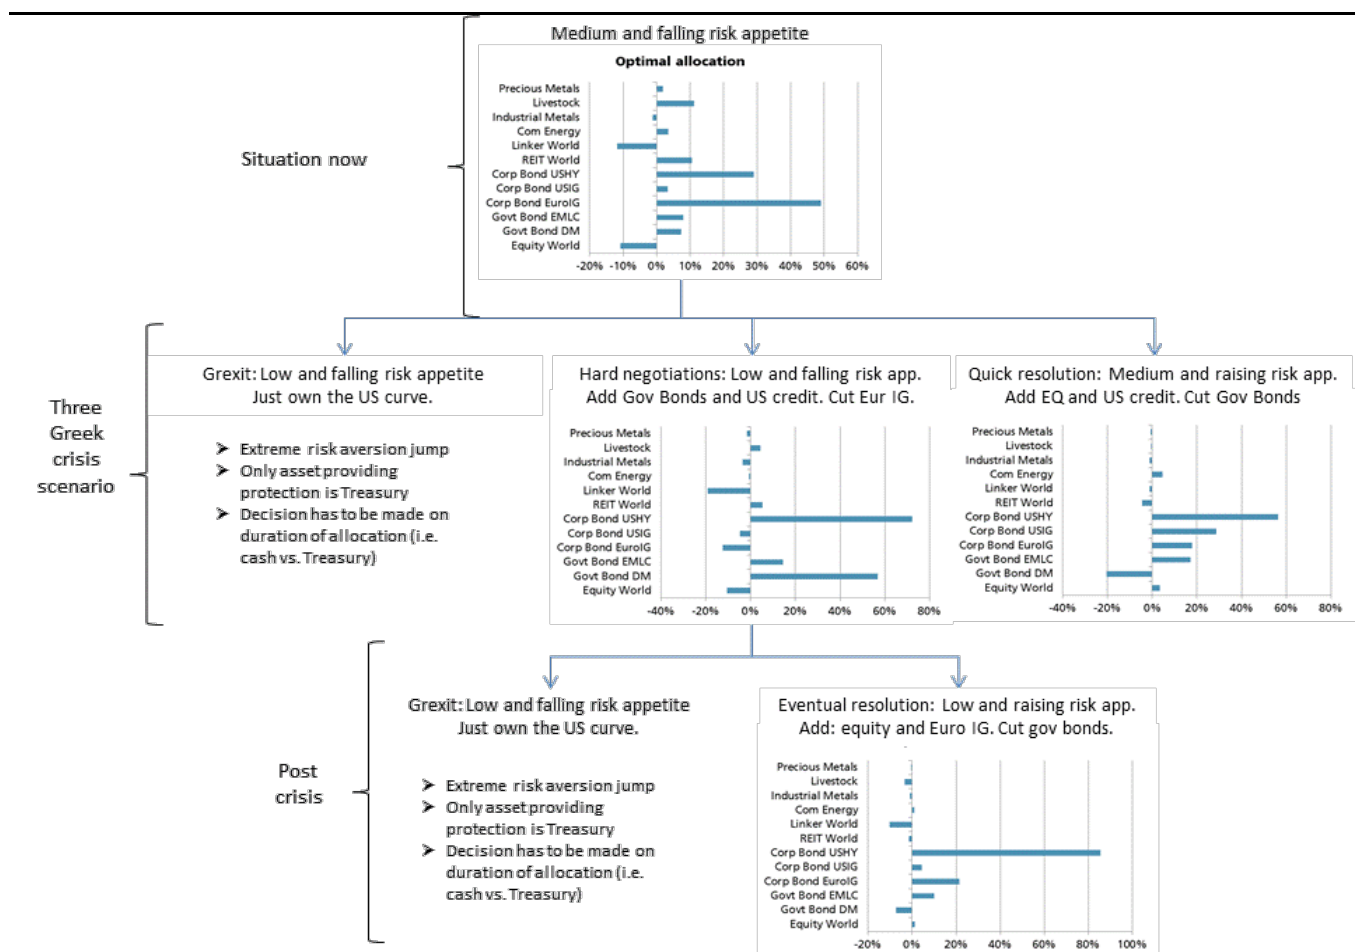 Medium and falling risk appetite
Optimal allocation
Precious Metals
Livestock
Industrial Metals
Com Energy
Linker World
REIT World
Corp Bond USHY
Corp Bond USIG
Corp Bond EuroIG
Govt Bond EMLC
Govt Bond DM
Equity World
-20% -10% 0% 10% 20% 30% 40% 50% 60%
Situation now
Three
Greek
crisis
scenario
Grexit: Low and falling risk appetite
Just own the US curve.
➢ Extreme risk aversion jump
➢ Only asset providing
protection is Treasury
➢ Decision has to be made on
duration of allocation (i.e.
cash vs. Treasury)
Hard negotiations: Low and falling risk app.
Add Gov Bonds and US credit. Cut Eur IG.
Precious Metals
Livestock
Industrial Metals
Com Energy
Linker World
REIT World
Corp Bond USHY
Corp Bond USIG
Corp Bond EuroIG
Govt Bond EMLC
Govt Bond DM
Equity World
-40% -20% 0% 20% 40% 60% 80%
Quick resolution: Medium and raising risk app.
Add EQ and US credit. Cut Gov Bonds
Precious Metals
Livestock
Industrial Metals
Com Energy
Linker World
REIT World
Corp Bond USHY
Corp Bond USIG
Corp Bond EuroIG
Govt Bond EMLC
Govt Bond DM
Equity World
-40% -20% 0% 20% 40% 60% 80%
Post
crisis
Grexit: Low and falling risk appetite
Just own the US curve.
➢ Extreme risk aversion jump
➢ Only asset providing
protection is Treasury
➢ Decision has to be made on
duration of allocation (i.e.
cash vs. Treasury)
Eventual resolution: Low and raising risk app.
Add: equity and Euro IG. Cut gov bonds.
Precious Metals
Livestock
Industrial Metals
Com Energy
Linker World
REIT World
Corp Bond USHY
Corp Bond USIG
Corp Bond EuroIG
Govt Bond EMLC
Govt Bond DM
Equity World
-20% 0% 20% 40% 60% 80% 100%